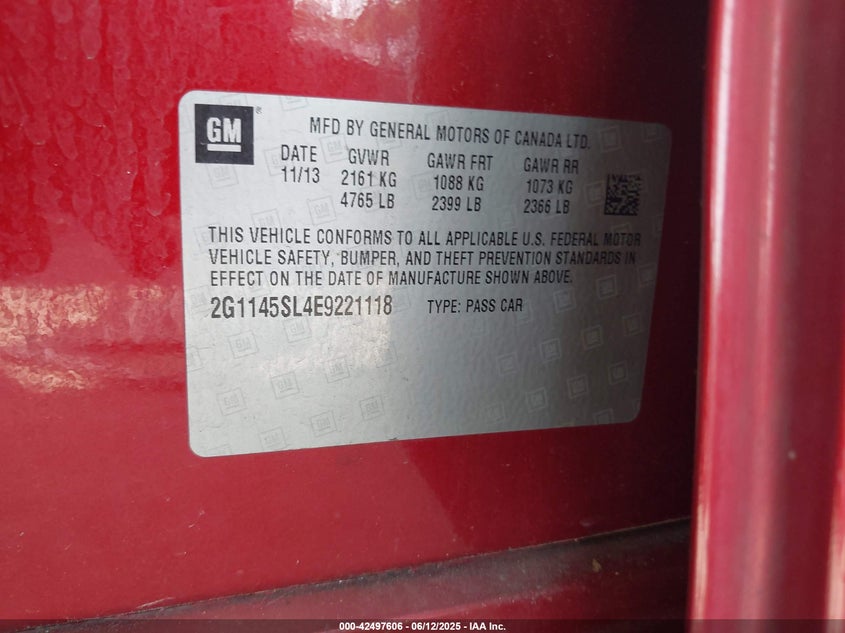 GM
MFD BY GENERAL MOTORS OF CANADA LTD.
DATE GVWR GAWR FRT GAWR RR
11/13 2161 KG 1088 KG 1073 KG
4765 LB 2399 LB 2366 LB
THIS VEHICLE CONFORMS TO ALL APPLICABLE U.S. FEDERAL MOTOR
VEHICLE SAFETY, BUMPER, AND THEFT PREVENTION STANDARDS IN
EFFECT ON THE DATE OF MANUFACTURE SHOWN ABOVE.
2G1145SL4E9221118 TYPE: PASS CAR
000-42497606 - 06/12/2025 - IAA Inc.